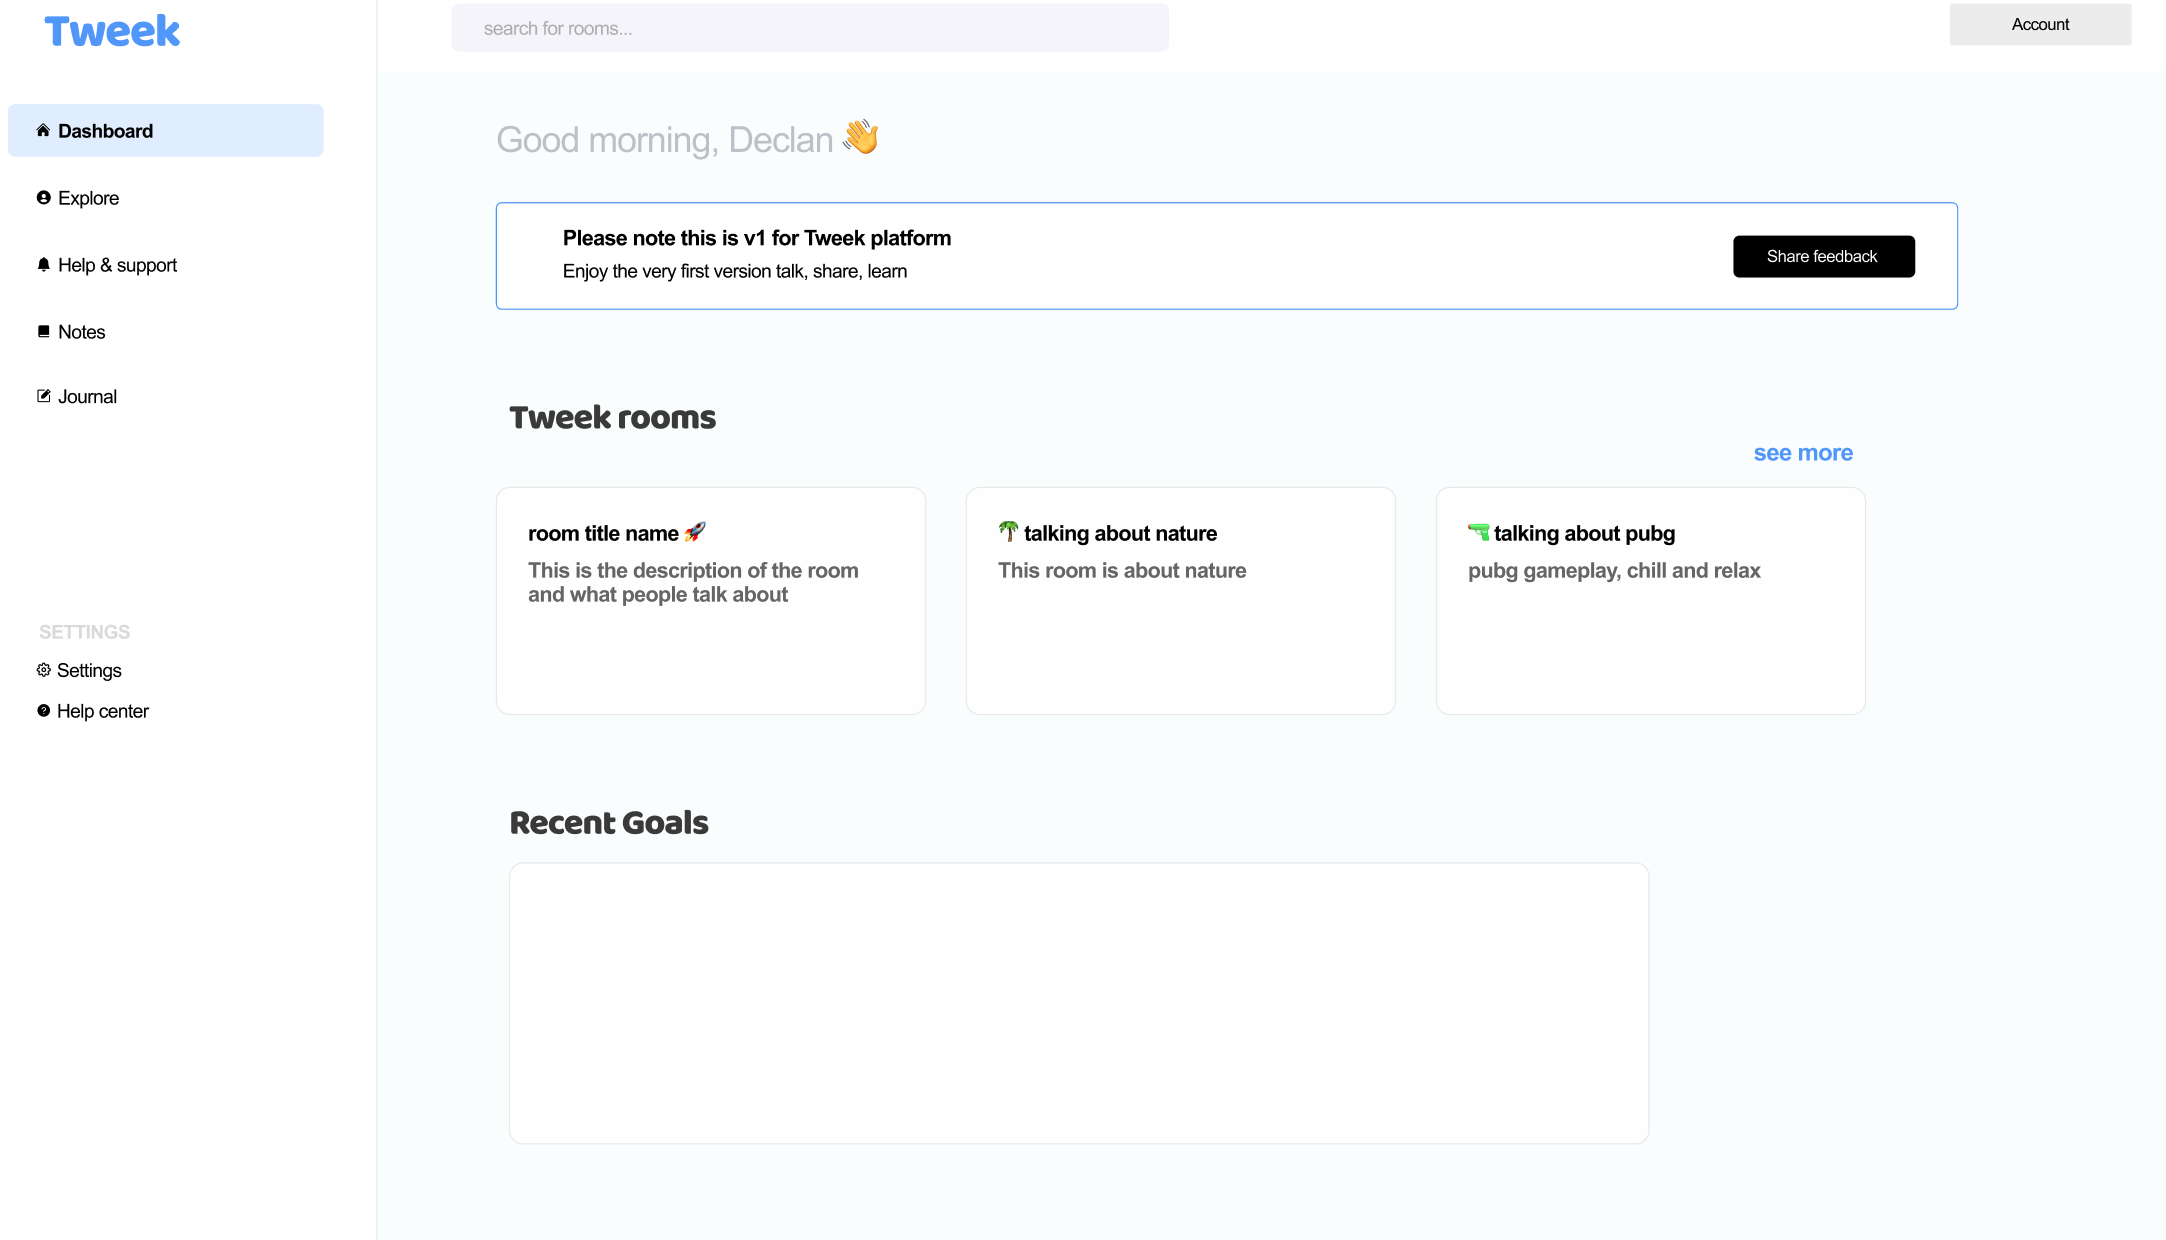 Tweek
search for rooms...
Account
Dashboard
Explore
Help & support
Notes
Journal
SETTINGS
Settings
Help center
Good morning, Declan 👋
Please note this is v1 for Tweek platform
Enjoy the very first version talk, share, learn
Share feedback
Tweek rooms
see more
room title name 🚀
This is the description of the room
and what people talk about
🌴 talking about nature
This room is about nature
🔫 talking about pubg
pubg gameplay, chill and relax
Recent Goals